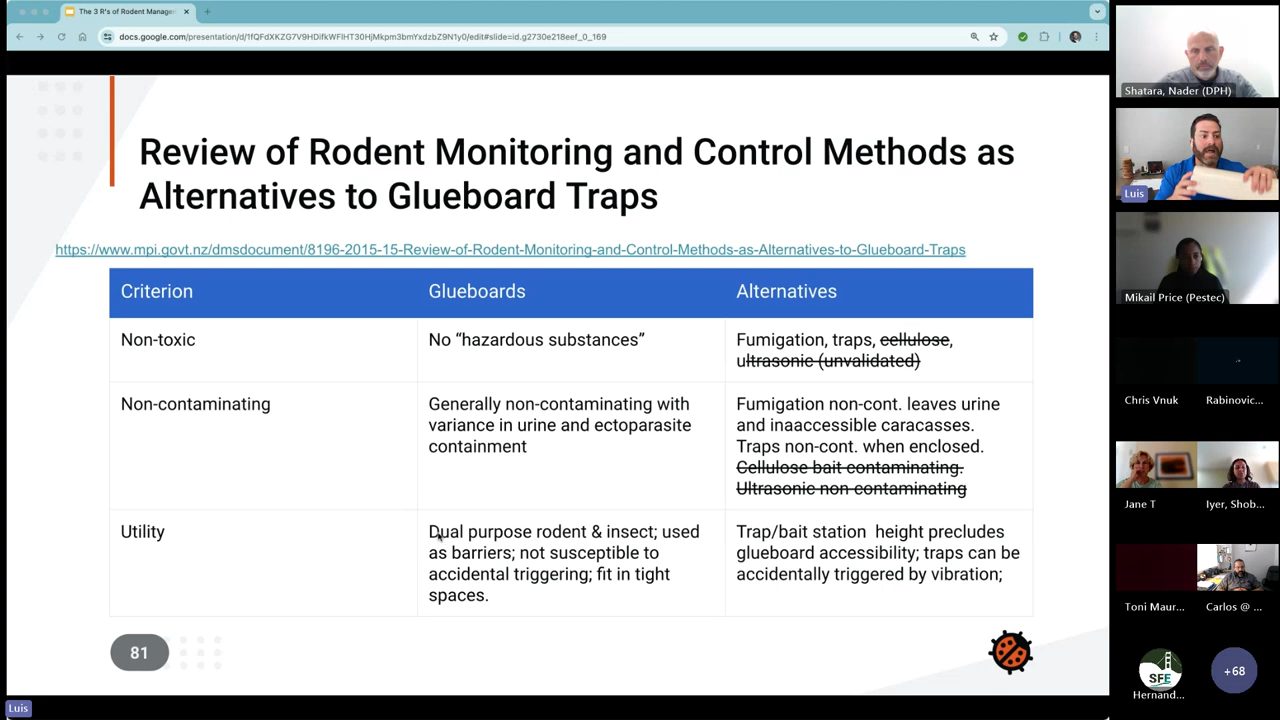 The 3 R's of Rodent Manage
docs.google.com/presentation/d/1fQFdXKZG7V9HDifkWFIHT30HjMkpm3bmYxdzbZ9N1y0/edit#slide=id.g2730e218eef_0_169
Review of Rodent Monitoring and Control Methods as
Alternatives to Glueboard Traps
https://www.mpi.govt.nz/dmsdocument/8196-2015-15-Review-of-Rodent-Monitoring-and-Control-Methods-as-Alternatives-to-Glueboard-Traps
Criterion
Glueboards
Alternatives
Non-toxic
No “hazardous substances”
Fumigation, traps, cellulose,
ultrasonic (unvalidated)
Non-contaminating
Generally non-contaminating with
variance in urine and ectoparasite
containment
Fumigation non-cont. leaves urine
and inaaccessible caracasses.
Traps non-cont. when enclosed.
Cellulose bait contaminating.
Ultrasonic non contaminating
Utility
Dual purpose rodent & insect; used
as barriers; not susceptible to
accidental triggering; fit in tight
spaces.
Trap/bait station height precludes
glueboard accessibility; traps can be
accidentally triggered by vibration;
81
Luis
Shatara, Nader (DPH)
Luis
Mikail Price (Pestec)
Chris Vnuk
Rabinovic...
Jane T
Iyer, Shob...
Toni Maur...
Carlos @ ...
SFE
Hernand...
+68